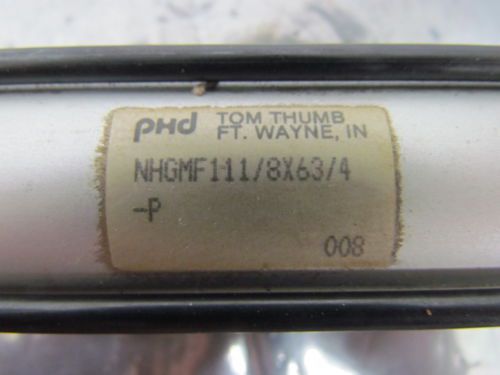 PHD TOM THUMB
FT. WAYNE, IN
NHGMF111/8X63/4
-P
008